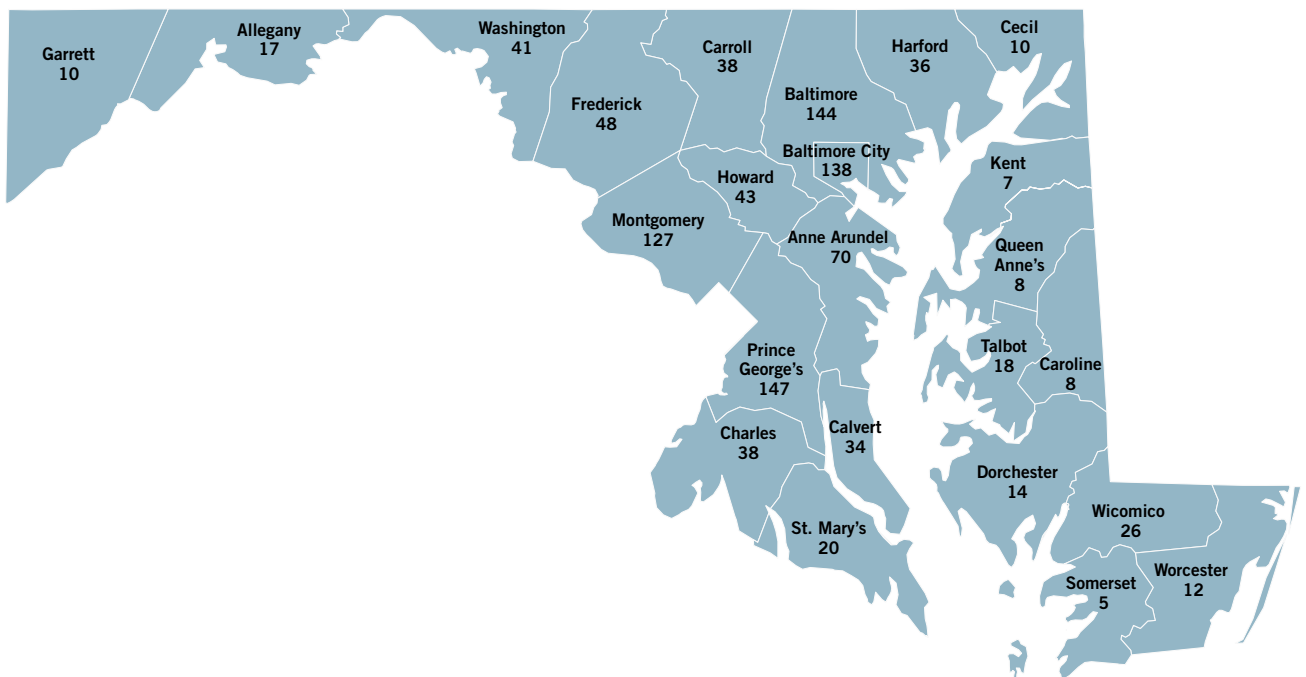 Garrett
10
Allegany
17
Washington
41
Frederick
48
Carroll
38
Baltimore
144
Baltimore City
138
Harford
36
Cecil
10
Howard
43
Montgomery
127
Anne Arundel
70
Kent
7
Queen
Anne's
8
Talbot
18
Caroline
8
Prince
George's
147
Charles
38
Calvert
34
St. Mary's
20
Dorchester
14
Wicomico
26
Somerset
5
Worcester
12